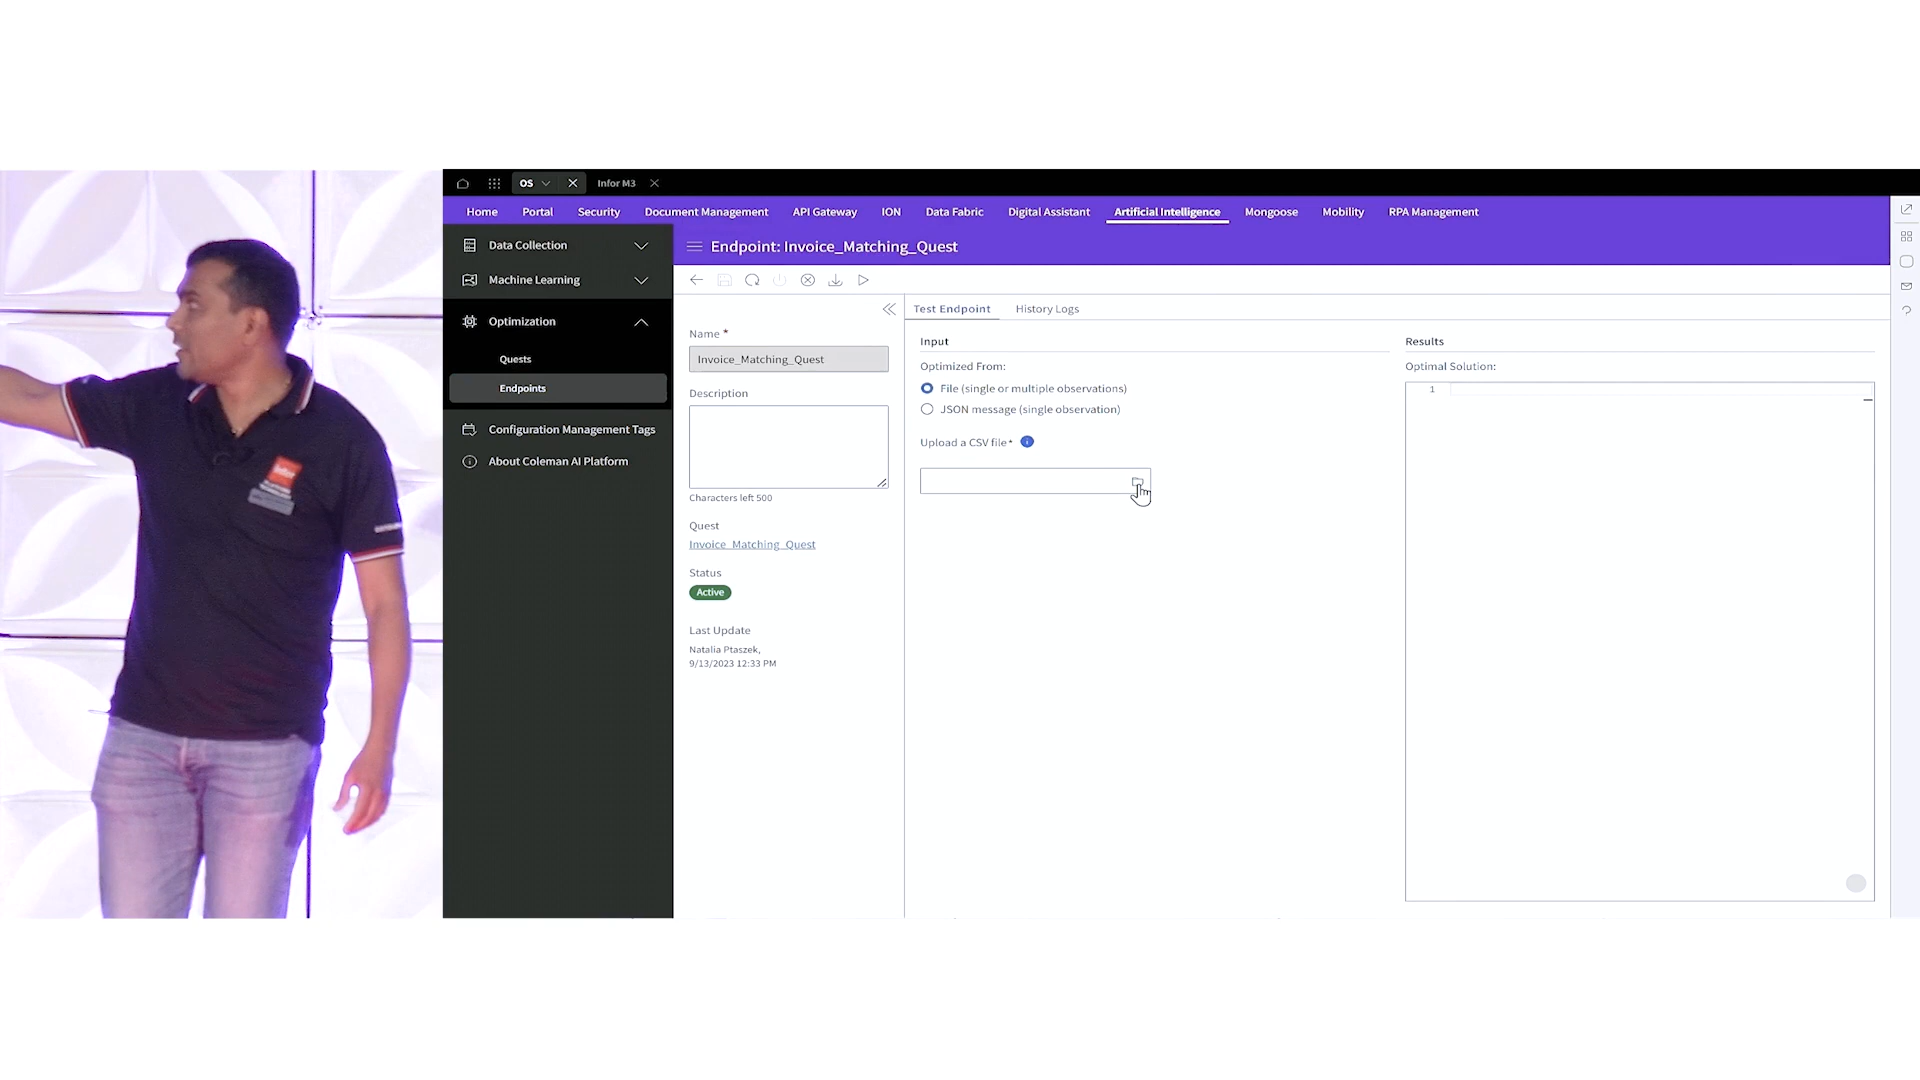 OS
Infor M3
Home
Portal
Security
Document Management
API Gateway
ION
Data Fabric
Digital Assistant
Artificial Intelligence
Mongoose
Mobility
RPA Management
Data Collection
Machine Learning
Optimization
Quests
Endpoints
Configuration Management Tags
About Coleman AI Platform
Endpoint: Invoice_Matching_Quest
Name *
Invoice_Matching_Quest
Description
Characters left 500
Quest
Invoice_Matching_Quest
Status
Active
Last Update
Natalia Ptaszek,
9/13/2023 12:33 PM
Test Endpoint
History Logs
Input
Optimized From:
File (single or multiple observations)
JSON message (single observation)
Upload a CSV file*
Results
Optimal Solution:
1